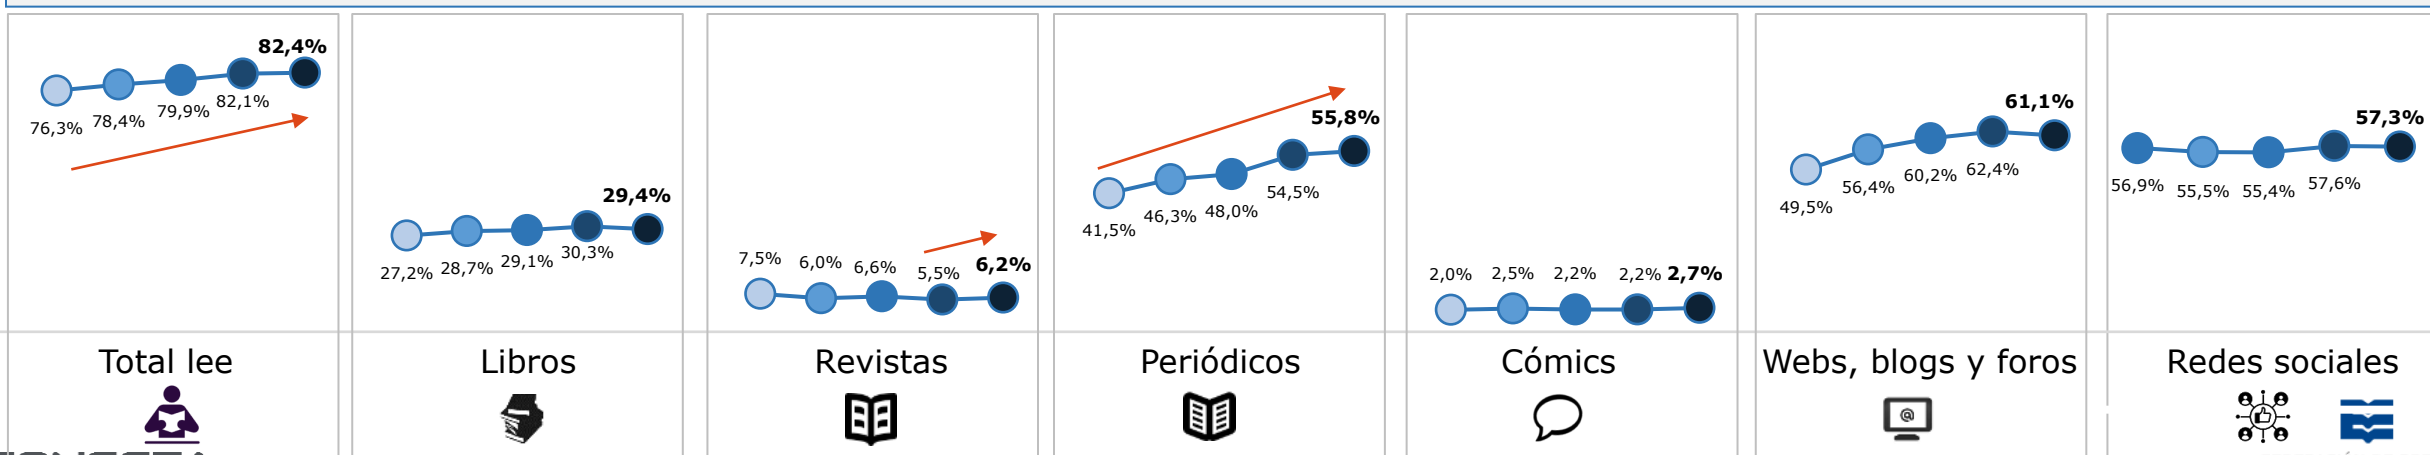 82,4%
76,3% 78,4% 79,9% 82,1%
Total lee
29,4%
27,2% 28,7% 29,1% 30,3%
Libros
7,5% 6,0% 6,6% 5,5% 6,2%
Revistas
55,8%
41,5% 46,3% 48,0% 54,5%
Periódicos
2,0% 2,5% 2,2% 2,2% 2,7%
Cómics
61,1%
49,5% 56,4% 60,2% 62,4%
Webs, blogs y foros
@
57,3%
56,9% 55,5% 55,4% 57,6%
Redes sociales